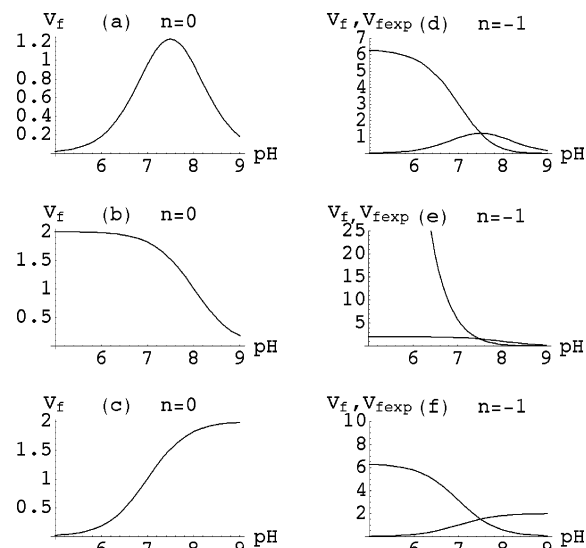 Vf (a) n=0
1.2
1
0.8
0.6
0.4
0.2
6 7 8 9 pH
Vf,Vfexp (d) n=-1
7
6
5
4
3
2
1
6 7 8 9 pH
Vf (b) n=0
2
1.5
1
0.5
6 7 8 9 pH
Vf,Vfexp (e) n=-1
25
20
15
10
5
6 7 8 9 pH
Vf (c) n=0
2
1.5
1
0.5
6 7 8 9 pH
Vf,Vfexp (f) n=-1
10
8
6
4
2
6 7 8 9 pH